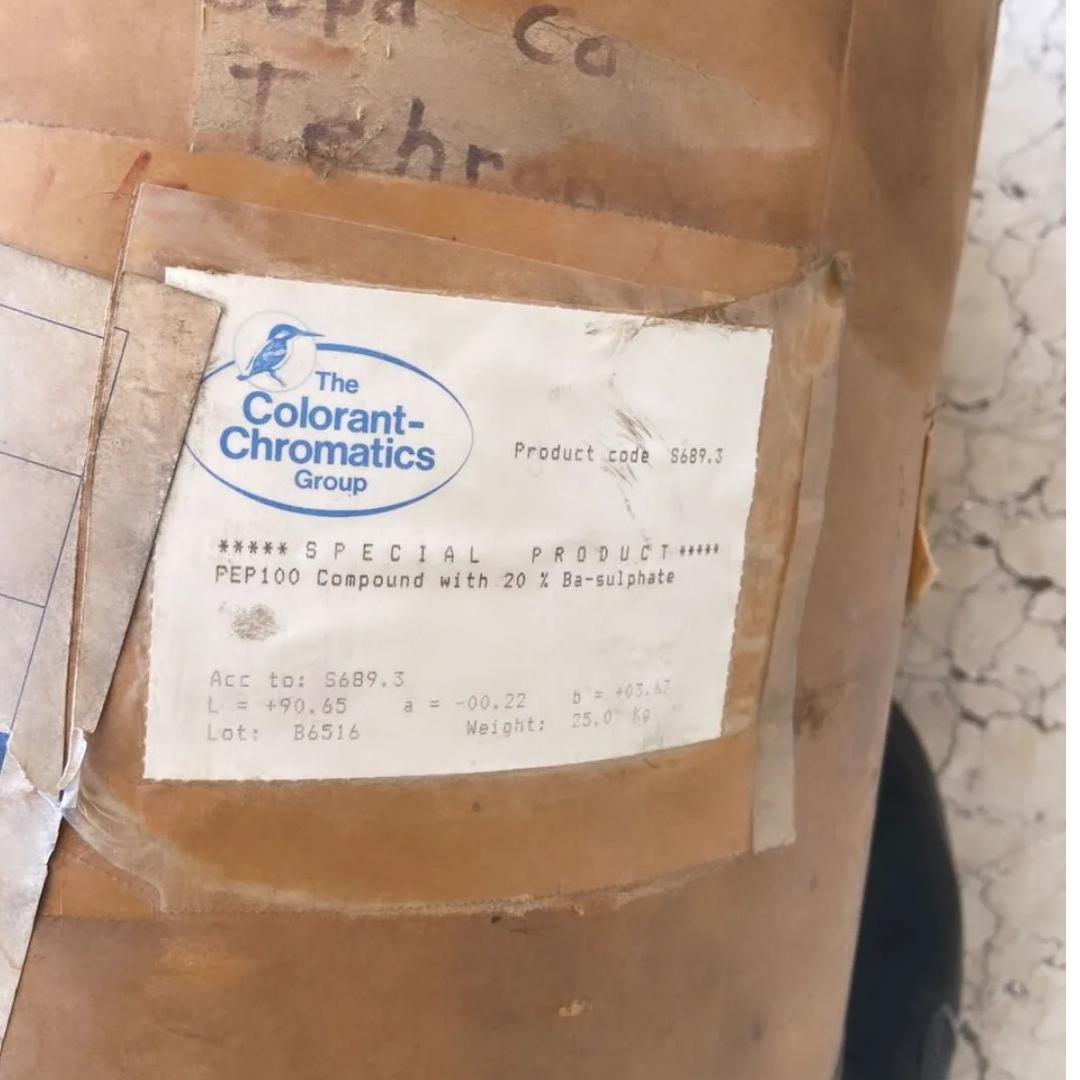 Co
Tehran
The
Colorant-
Chromatics
Group
Product code S689.3
***** S P E C I A L P R O D U C T *****
PEP100 Compound with 20 % Ba-sulphate
Acc to: S689.3
L = +90.65 a = -00.22 b = +03.67
Lot: B6516 Weight: 25.0 Kg